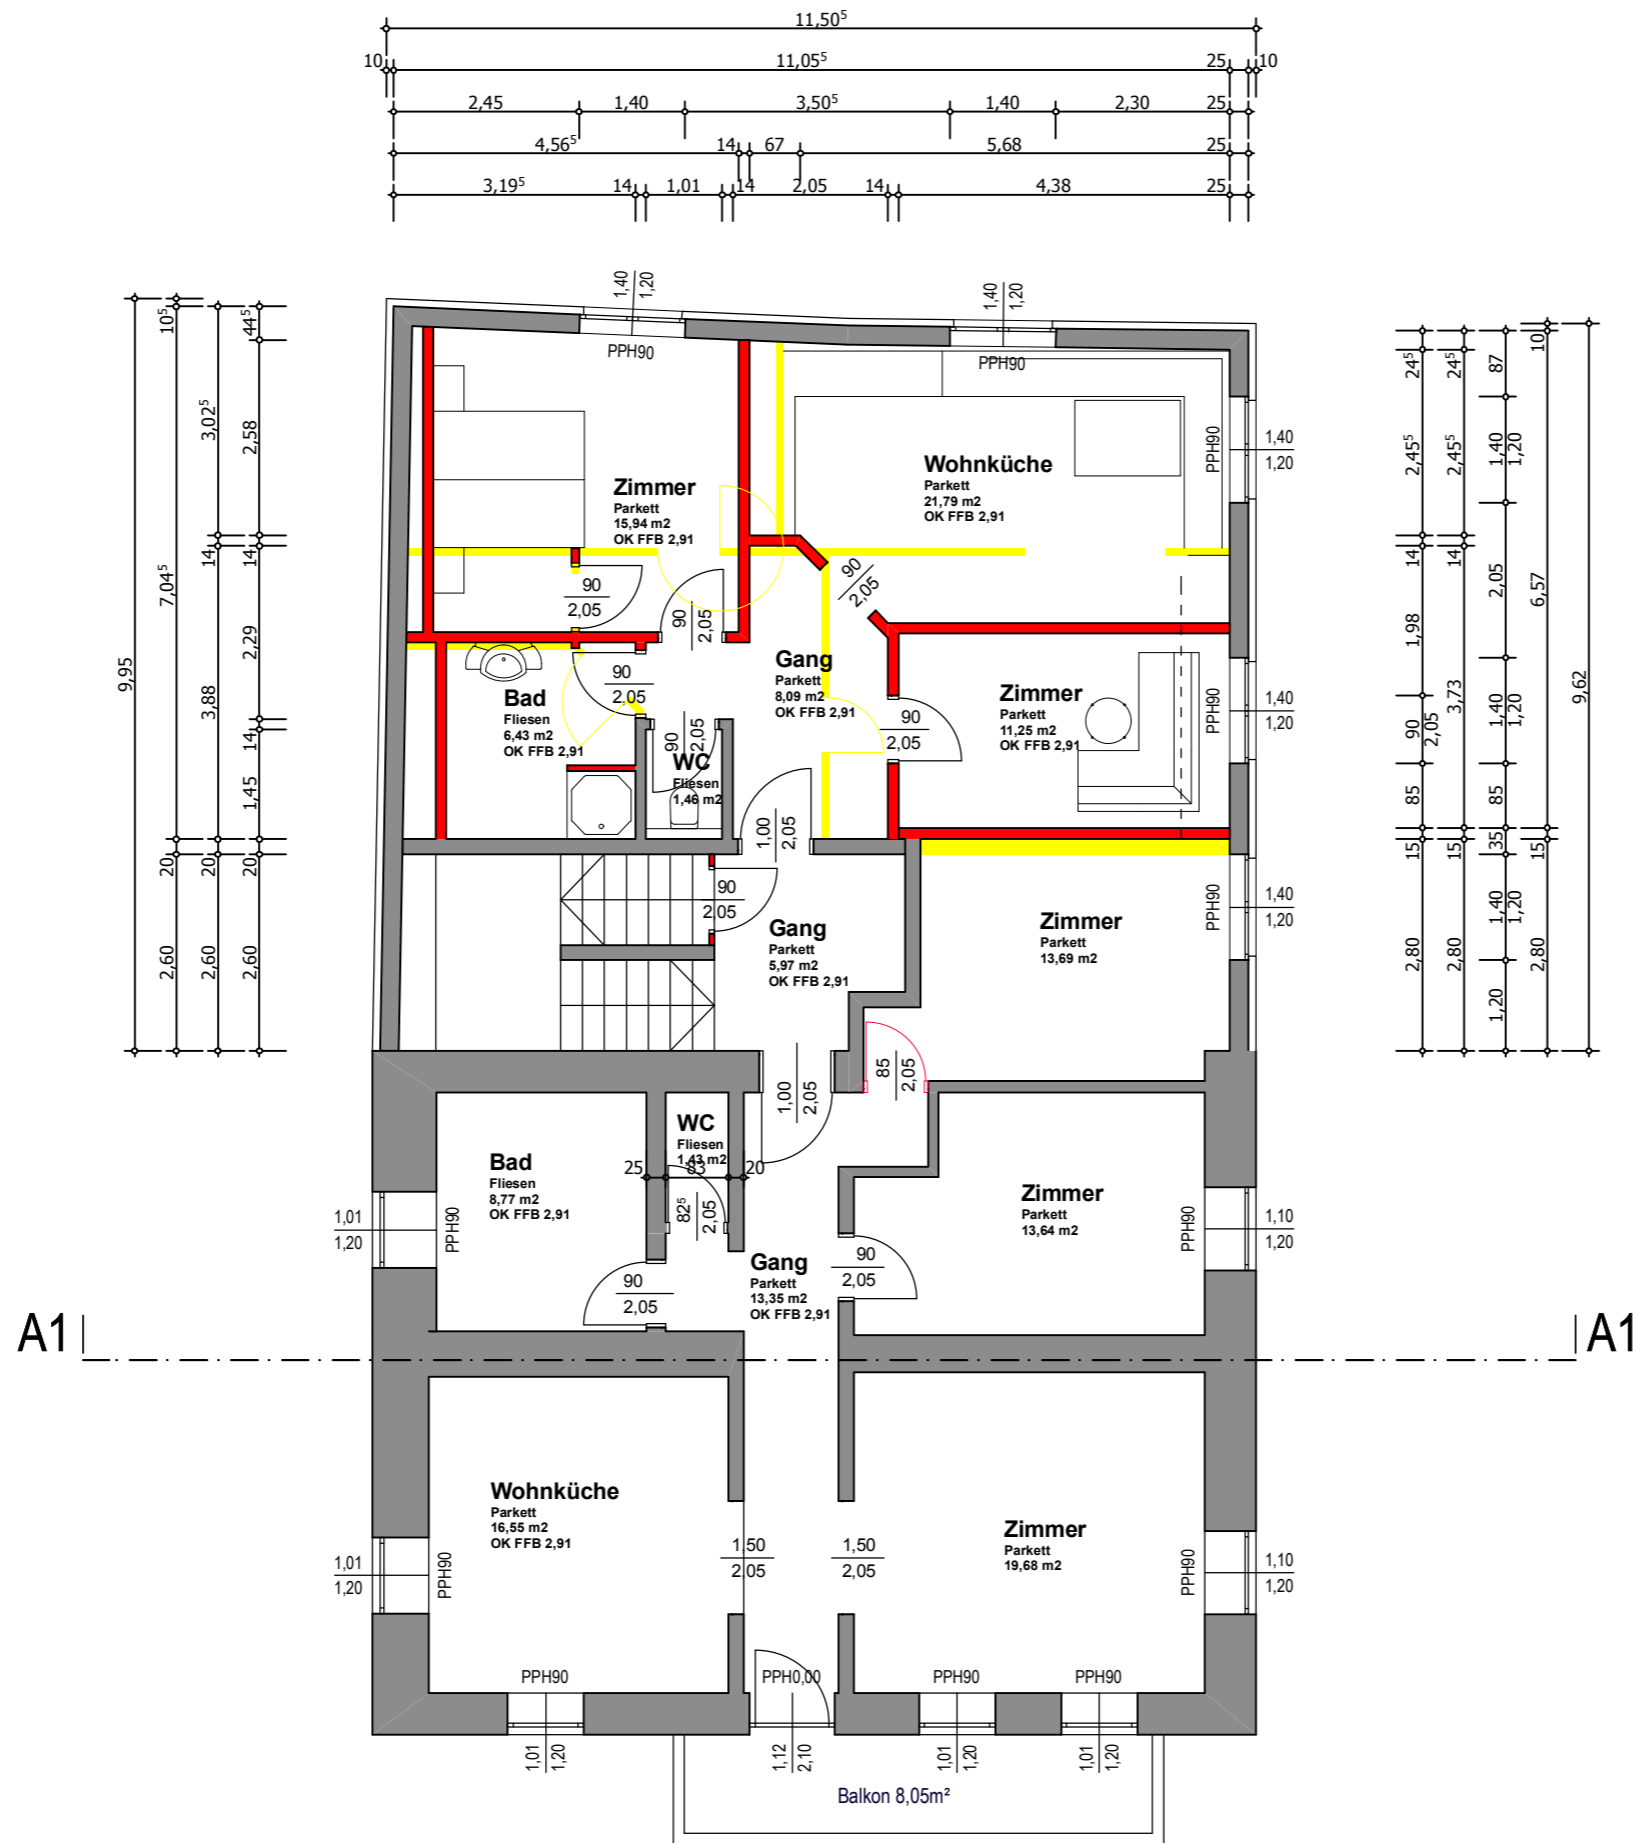 11,50⁵
10
11,05⁵
25
10
2,45
1,40
3,50⁵
1,40
2,30
25
4,56⁵
14
67
5,68
25
3,19⁵
14
1,01
14
2,05
14
4,38
25
9,95
10⁵
7,04⁵
20
2,60
3,02⁵
14
3,88
20
2,60
44⁵
2,58
14
2,29
14
1,45
20
2,60
24⁵
2,45⁵
14
1,98
90
2,05
85
15
2,80
24⁵
2,45⁵
14
3,73
15
2,80
87
1,40
1,20
2,05
1,40
1,20
85
35
1,40
1,20
1,20
10
6,57
15
2,80
9,62
1,40
1,20
PPH90
1,40
1,20
PPH90
Zimmer
Parkett
15,94 m2
OK FFB 2,91
Wohnküche
Parkett
21,79 m2
OK FFB 2,91
PPH90
1,40
1,20
90
2,05
90
2,05
90
2,05
Gang
Parkett
8,09 m2
OK FFB 2,91
Bad
Fliesen
6,43 m2
OK FFB 2,91
90
2,05
90
2,05
WC
Fliesen
1,46 m2
90
2,05
Zimmer
Parkett
11,25 m2
OK FFB 2,91
PPH90
1,40
1,20
1,00
2,05
90
2,05
Gang
Parkett
5,97 m2
OK FFB 2,91
Zimmer
Parkett
13,69 m2
PPH90
1,40
1,20
85
2,05
1,00
2,05
WC
Fliesen
1,43 m2
25
83
20
82⁵
2,05
Bad
Fliesen
8,77 m2
OK FFB 2,91
1,01
1,20
PPH90
Zimmer
Parkett
13,64 m2
PPH90
1,10
1,20
Gang
Parkett
13,35 m2
OK FFB 2,91
90
2,05
90
2,05
A1
A1
Wohnküche
Parkett
16,55 m2
OK FFB 2,91
1,01
1,20
PPH90
1,50
2,05
1,50
2,05
Zimmer
Parkett
19,68 m2
PPH90
1,10
1,20
PPH90
PPH0,00
PPH90
PPH90
1,01
1,20
1,12
2,10
1,01
1,20
1,01
1,20
Balkon 8,05m²